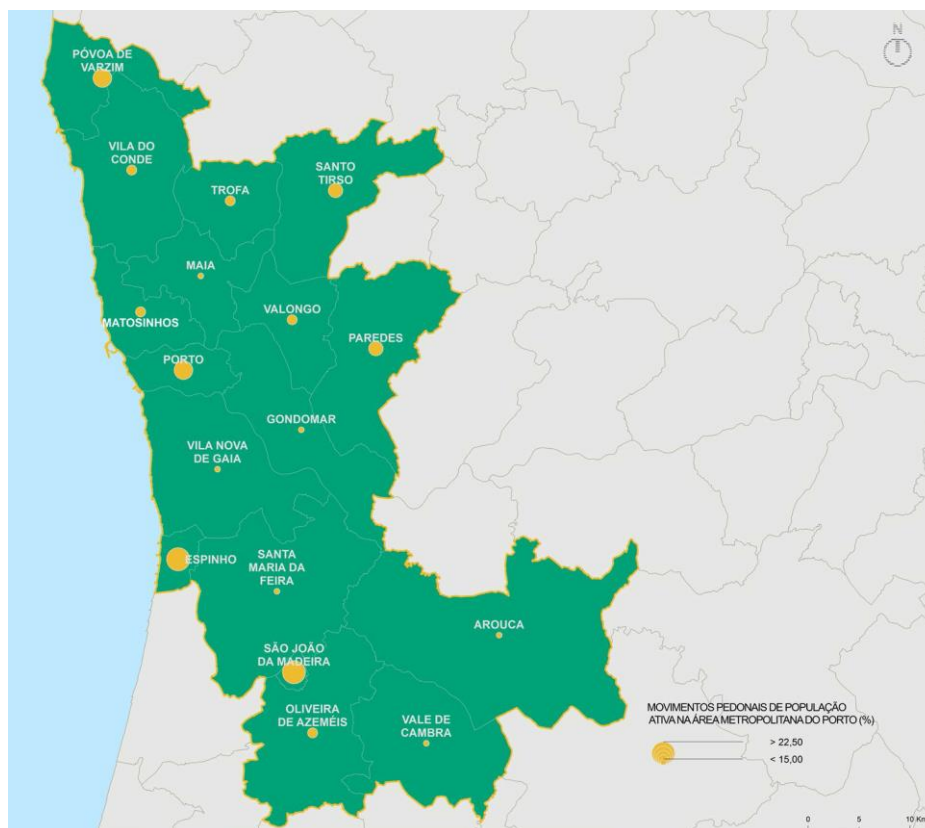 N
PÓVOA DE
VARZIM
VILA DO
CONDE
SANTO
TIRSO
TROFA
MAIA
MATOSINHOS
VALONGO
PAREDES
PORTO
GONDOMAR
VILA NOVA
DE GAIA
ESPINHO
SANTA
MARIA DA
FEIRA
AROUCA
SÃO JOÃO
DA MADEIRA
OLIVEIRA
DE AZEMÉIS
VALE DE
CAMBRA
MOVIMENTOS PEDONAIS DE POPULAÇÃO
ATIVA NA ÁREA METROPOLITANA DO PORTO (%)
> 22,50
< 15,00
0 5 10 Km